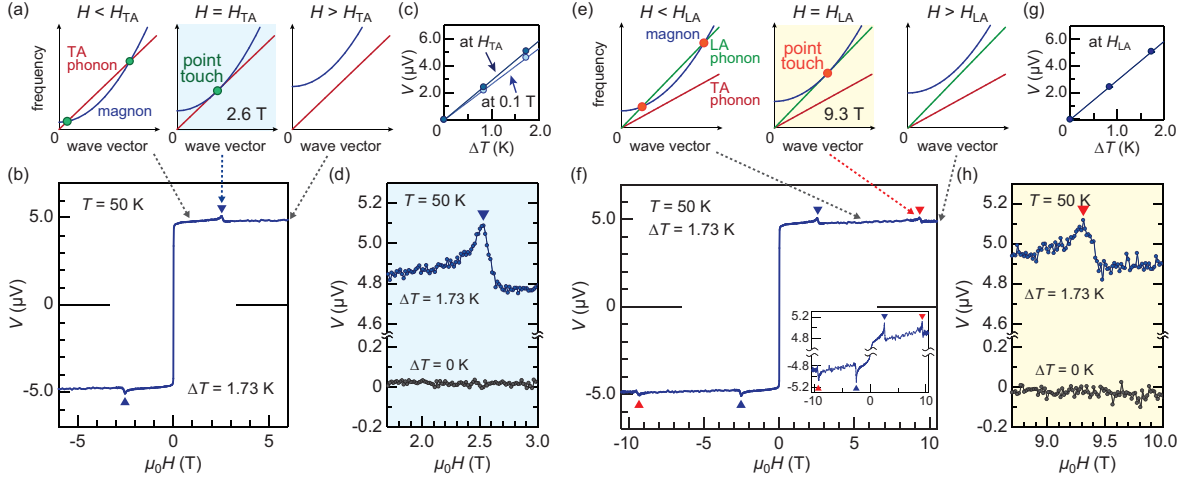 (a)
H < H_TA
H = H_TA
H > H_TA
frequency
TA
phonon
magnon
0
wave vector
point
touch
2.6 T
0
wave vector
0
wave vector
(c)
V (µV)
6.0
4.0
2.0
0
at H_TA
at 0.1 T
0
1.0
2.0
ΔT (K)
(e)
H < H_LA
H = H_LA
H > H_LA
frequency
magnon
LA
phonon
TA
phonon
0
wave vector
point
touch
9.3 T
0
wave vector
0
wave vector
(g)
V (µV)
6.0
4.0
2.0
0
at H_LA
0
1.0
2.0
ΔT (K)
(b)
T = 50 K
V (µV)
5.0
0
-5.0
ΔT = 1.73 K
-5
0
5
µ₀H (T)
(d)
T = 50 K
V (µV)
5.2
5.0
4.8
4.6
0.2
0
-0.2
ΔT = 1.73 K
ΔT = 0 K
2.0
2.5
3.0
µ₀H (T)
(f)
T = 50 K
ΔT = 1.73 K
V (µV)
5.0
0
-5.0
5.2
4.8
-4.8
-5.2
-10
0
10
-10
-5
0
5
10
µ₀H (T)
(h)
T = 50 K
V (µV)
5.2
5.0
4.8
4.6
0.2
0
-0.2
ΔT = 1.73 K
ΔT = 0 K
9.0
9.5
10.0
µ₀H (T)